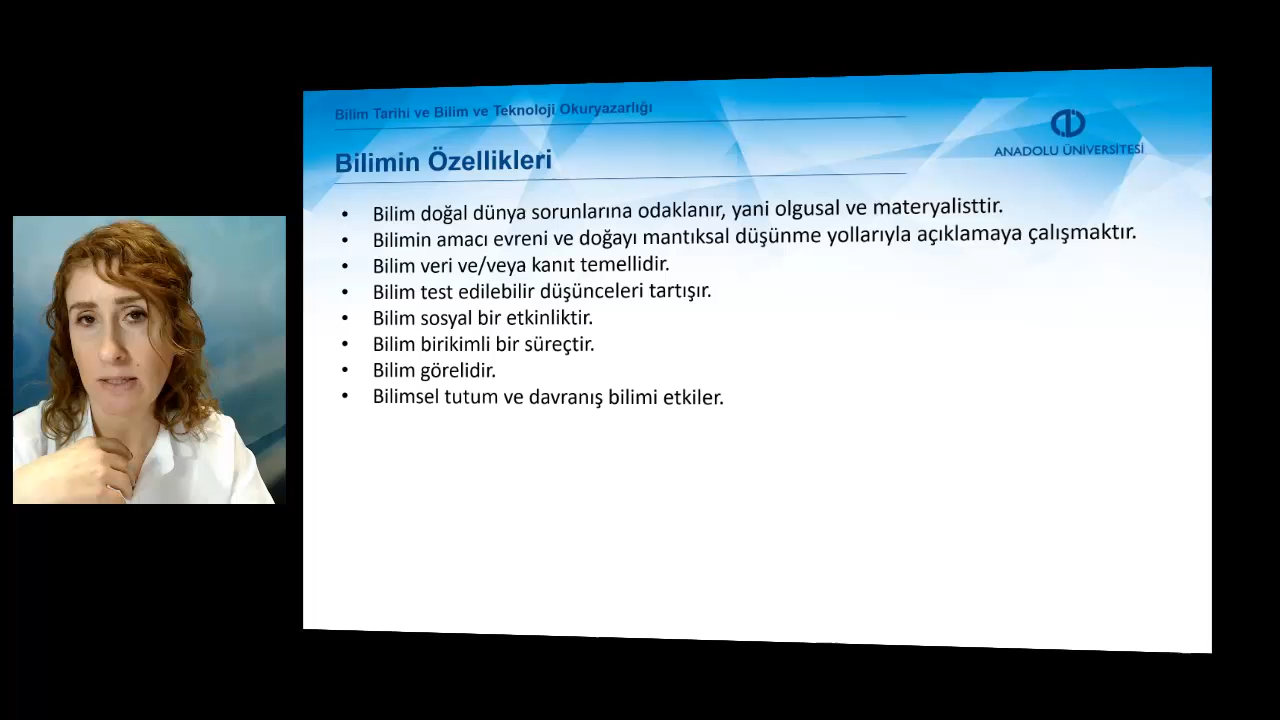 Bilim Tarihi ve Bilim ve Teknoloji Okuryazarlığı
ANADOLU ÜNİVERSİTESİ
Bilimin Özellikleri
• Bilim doğal dünya sorunlarına odaklanır, yani olgusal ve materyalisttir.
• Bilimin amacı evreni ve doğayı mantıksal düşünme yollarıyla açıklamaya çalışmaktır.
• Bilim veri ve/veya kanıt temellidir.
• Bilim test edilebilir düşünceleri tartışır.
• Bilim sosyal bir etkinliktir.
• Bilim birikimli bir süreçtir.
• Bilim görelidir.
• Bilimsel tutum ve davranış bilimi etkiler.